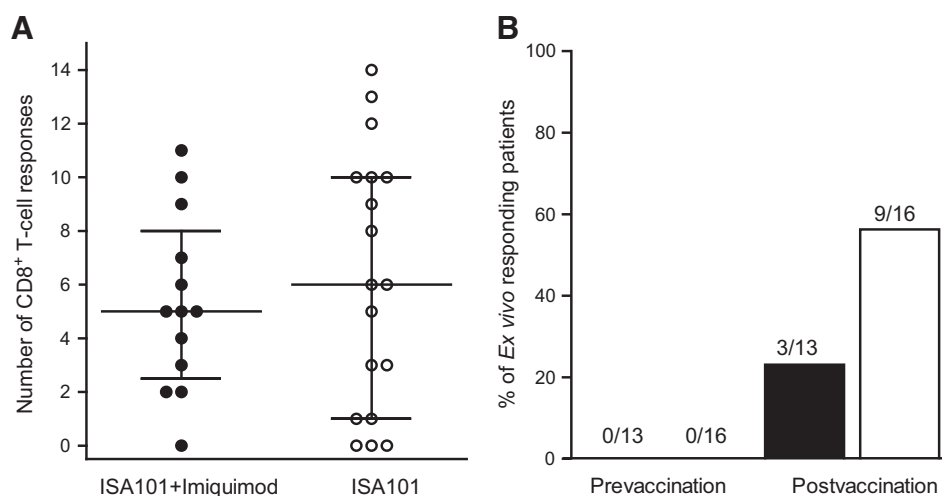 A
Number of CD8+ T-cell responses
14
12
10
8
6
4
2
0
ISA101+Imiquimod
ISA101
B
% of Ex vivo responding patients
100
80
60
40
20
0
0/13
0/16
3/13
9/16
Prevaccination
Postvaccination